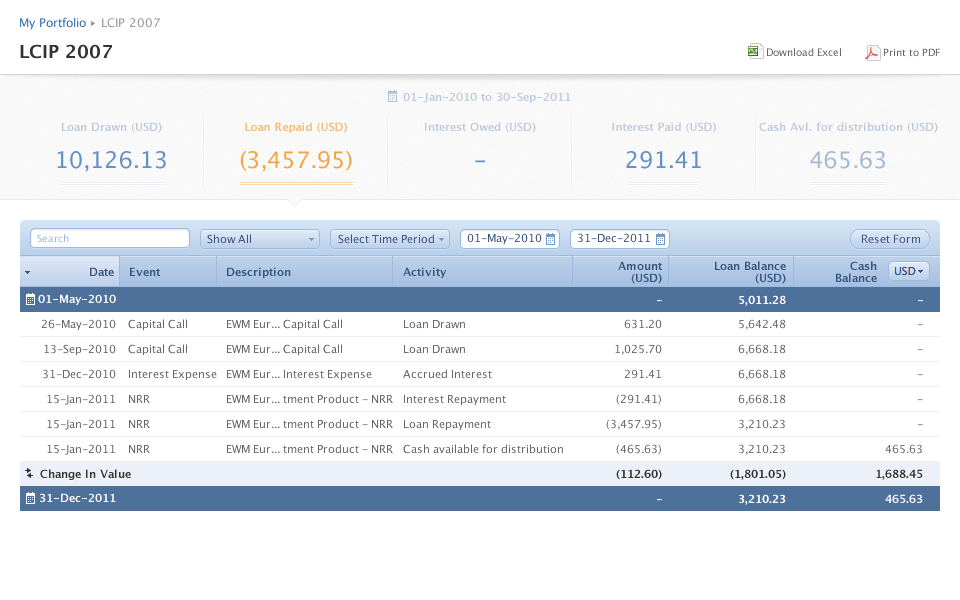 My Portfolio ▸ LCIP 2007
LCIP 2007
Download Excel Print to PDF
01-Jan-2010 to 30-Sep-2011
Loan Drawn (USD) Loan Repaid (USD) Interest Owed (USD) Interest Paid (USD) Cash Avl. for distribution (USD)
10,126.13 (3,457.95) – 291.41 465.63
Search Show All Select Time Period 01-May-2010 31-Dec-2011 Reset Form
Date Event Description Activity Amount (USD) Loan Balance (USD) Cash Balance USD
01-May-2010 – 5,011.28 –
26-May-2010 Capital Call EWM Eur... Capital Call Loan Drawn 631.20 5,642.48 –
13-Sep-2010 Capital Call EWM Eur... Capital Call Loan Drawn 1,025.70 6,668.18 –
31-Dec-2010 Interest Expense EWM Eur... Interest Expense Accrued Interest 291.41 6,668.18 –
15-Jan-2011 NRR EWM Eur... tment Product - NRR Interest Repayment (291.41) 6,668.18 –
15-Jan-2011 NRR EWM Eur... tment Product - NRR Loan Repayment (3,457.95) 3,210.23 –
15-Jan-2011 NRR EWM Eur... tment Product - NRR Cash available for distribution (465.63) 3,210.23 465.63
Change In Value (112.60) (1,801.05) 1,688.45
31-Dec-2011 – 3,210.23 465.63